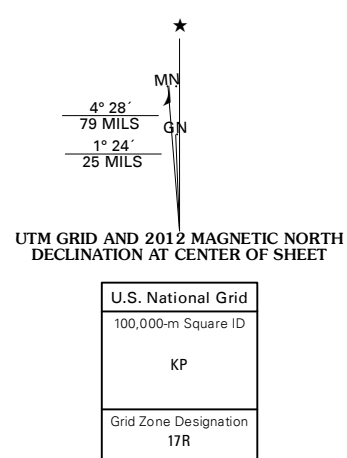 ★
MN
4° 28´
79 MILS
GN
1° 24´
25 MILS
UTM GRID AND 2012 MAGNETIC NORTH
DECLINATION AT CENTER OF SHEET
U.S. National Grid
100,000-m Square ID
KP
Grid Zone Designation
17R